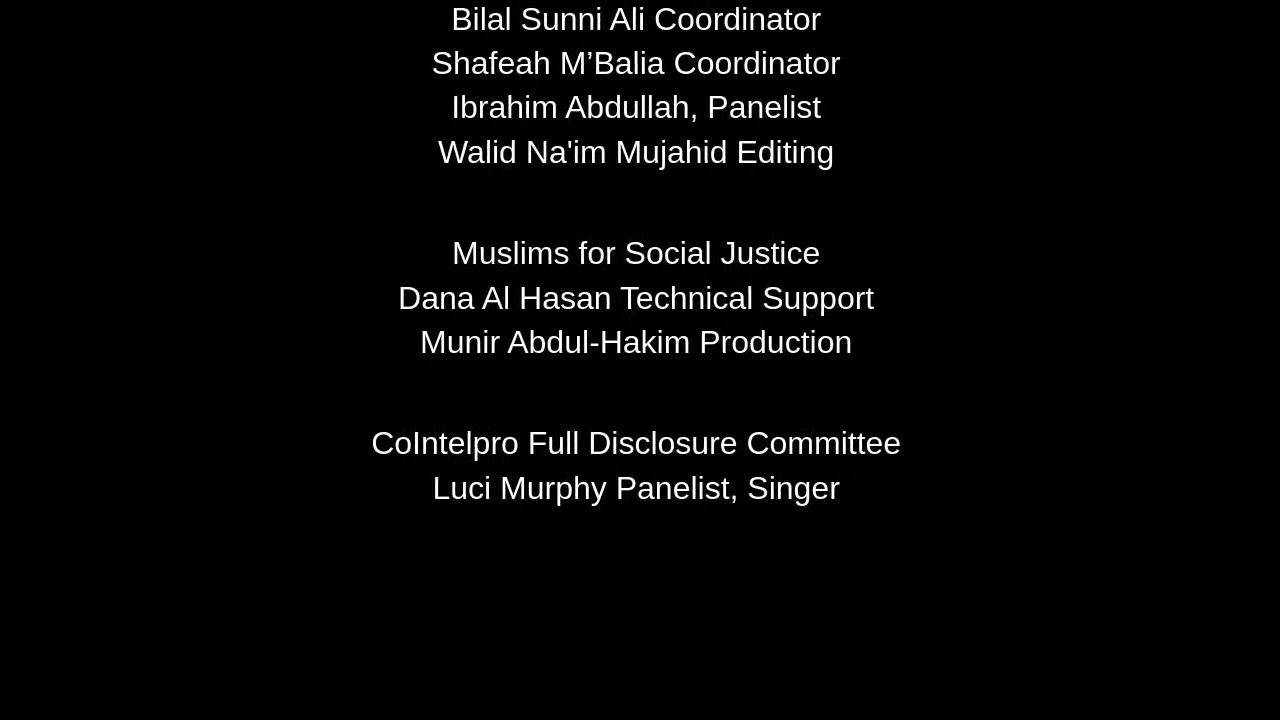 Bilal Sunni Ali Coordinator
Shafeah M’Balia Coordinator
Ibrahim Abdullah, Panelist
Walid Na'im Mujahid Editing
Muslims for Social Justice
Dana Al Hasan Technical Support
Munir Abdul-Hakim Production
CoIntelpro Full Disclosure Committee
Luci Murphy Panelist, Singer